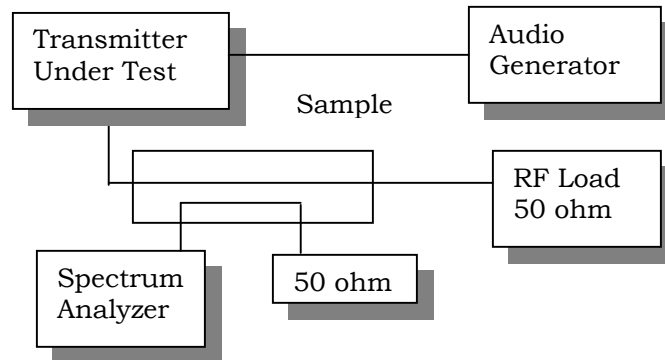 Transmitter
Under Test
Audio
Generator
Sample
RF Load
50 ohm
Spectrum
Analyzer
50 ohm